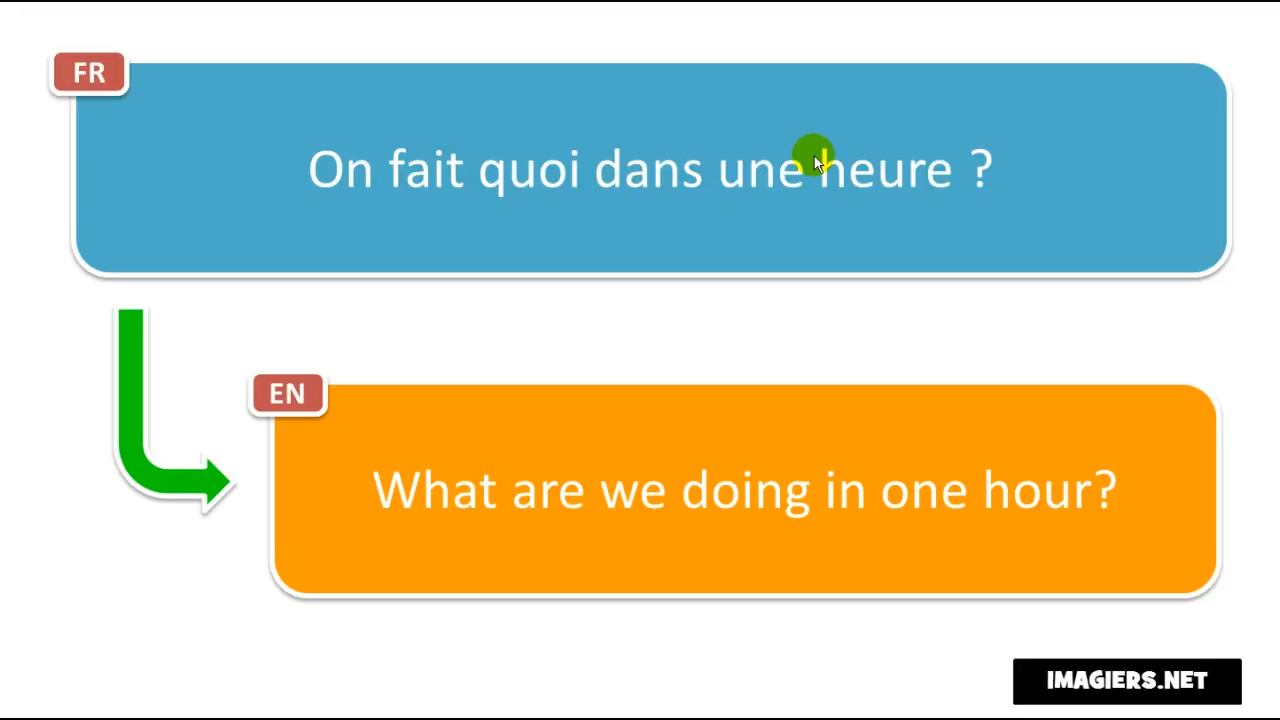 FR
On fait quoi dans une heure ?
EN
What are we doing in one hour?
IMAGIERS.NET